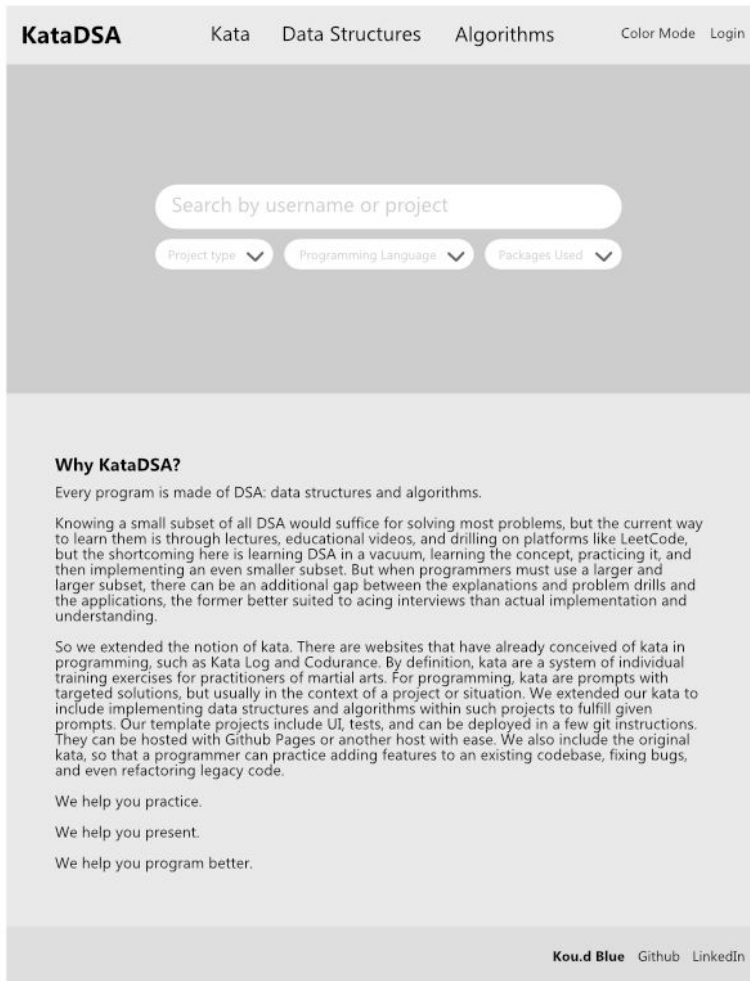 KataDSA Kata Data Structures Algorithms Color Mode Login
Search by username or project
Project type Programming Language Packages Used
Why KataDSA?
Every program is made of DSA: data structures and algorithms.
Knowing a small subset of all DSA would suffice for solving most problems, but the current way
to learn them is through lectures, educational videos, and drilling on platforms like LeetCode,
but the shortcoming here is learning DSA in a vacuum, learning the concept, practicing it, and
then implementing an even smaller subset. But when programmers must use a larger and
larger subset, there can be an additional gap between the explanations and problem drills and
the applications, the former better suited to acing interviews than actual implementation and
understanding.
So we extended the notion of kata. There are websites that have already conceived of kata in
programming, such as Kata Log and Codurance. By definition, kata are a system of individual
training exercises for practitioners of martial arts. For programming, kata are prompts with
targeted solutions, but usually in the context of a project or situation. We extended our kata to
include implementing data structures and algorithms within such projects to fulfill given
prompts. Our template projects include UI, tests, and can be deployed in a few git instructions.
They can be hosted with Github Pages or another host with ease. We also include the original
kata, so that a programmer can practice adding features to an existing codebase, fixing bugs,
and even refactoring legacy code.
We help you practice.
We help you present.
We help you program better.
Kou.d Blue Github LinkedIn